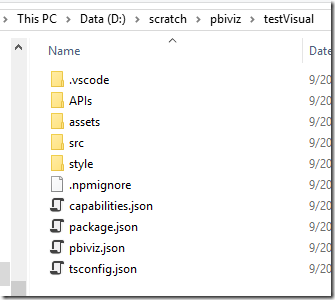 This PC > Data (D:) > scratch > pbiviz > testVisual
Name Date
.vscode 9/20
APIs 9/20
assets 9/20
src 9/20
style 9/20
.npmignore 9/20
capabilities.json 9/20
package.json 9/20
pbiviz.json 9/20
tsconfig.json 9/20